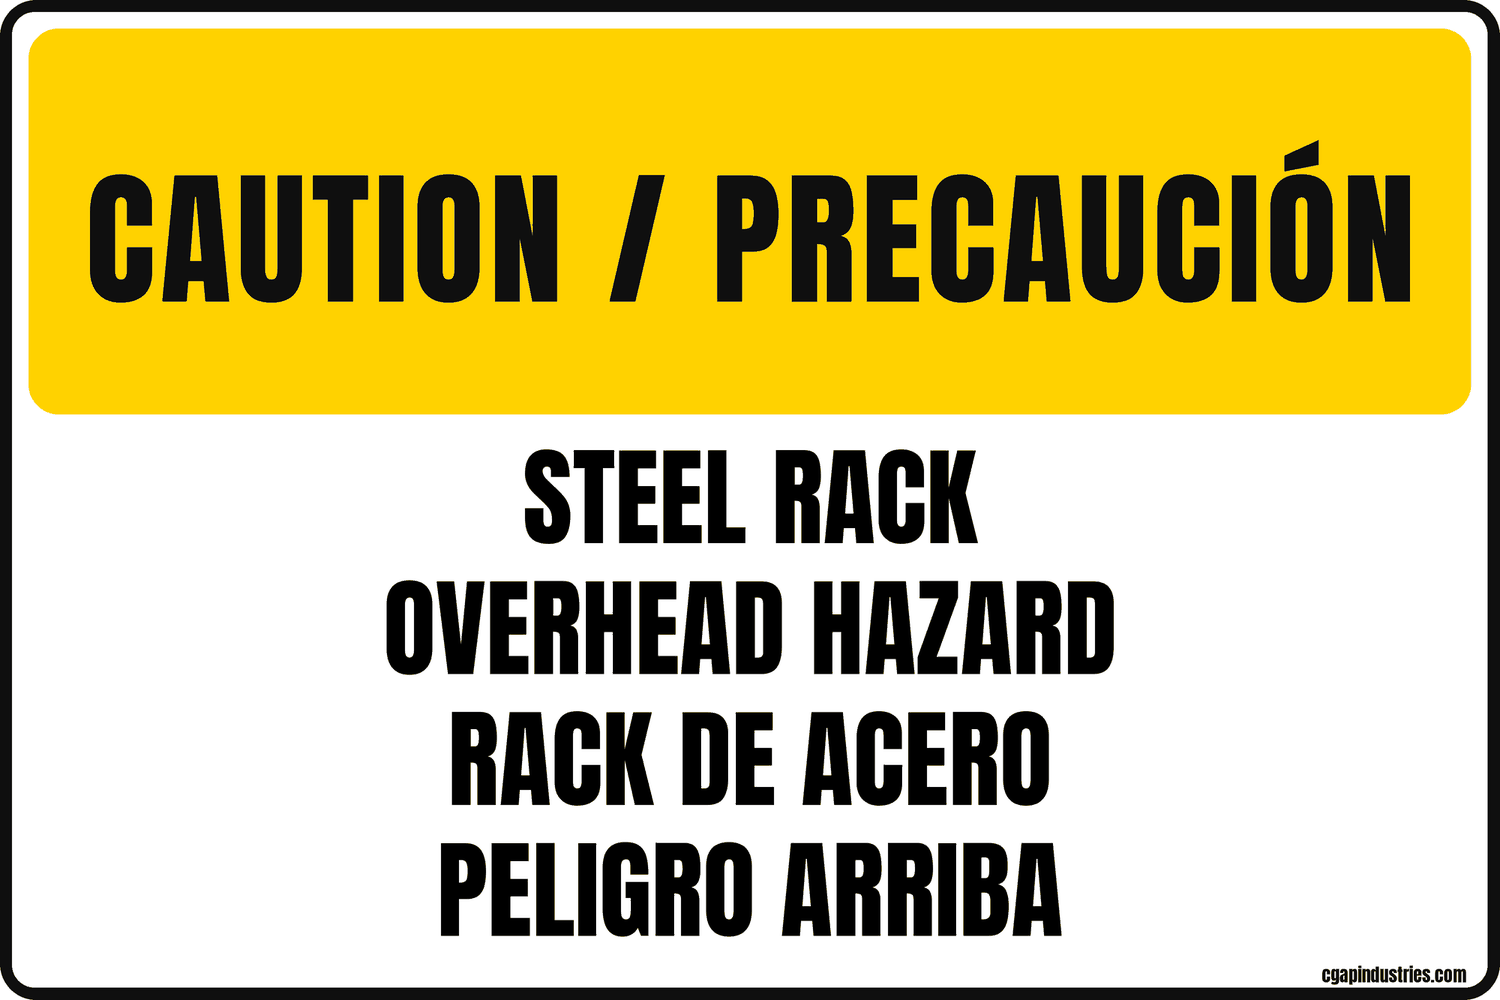 CAUTION / PRECAUCIÓN
STEEL RACK
OVERHEAD HAZARD
RACK DE ACERO
PELIGRO ARRIBA
cgapindustries.com